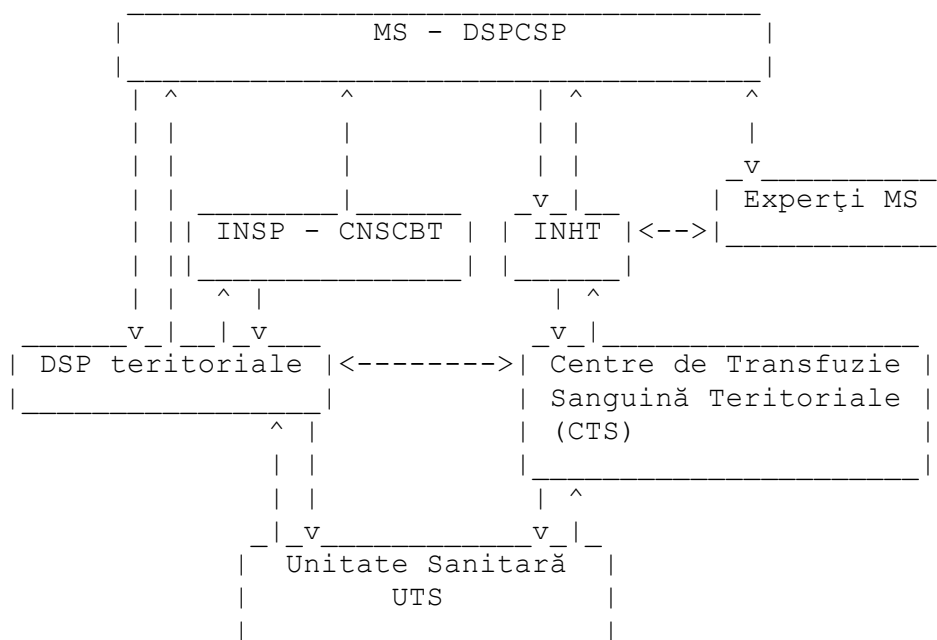 MS - DSPCSP
Experţi MS
INSP - CNSCBT
INHT
DSP teritoriale
Centre de Transfuzie
Sanguină Teritoriale
(CTS)
Unitate Sanitară
UTS